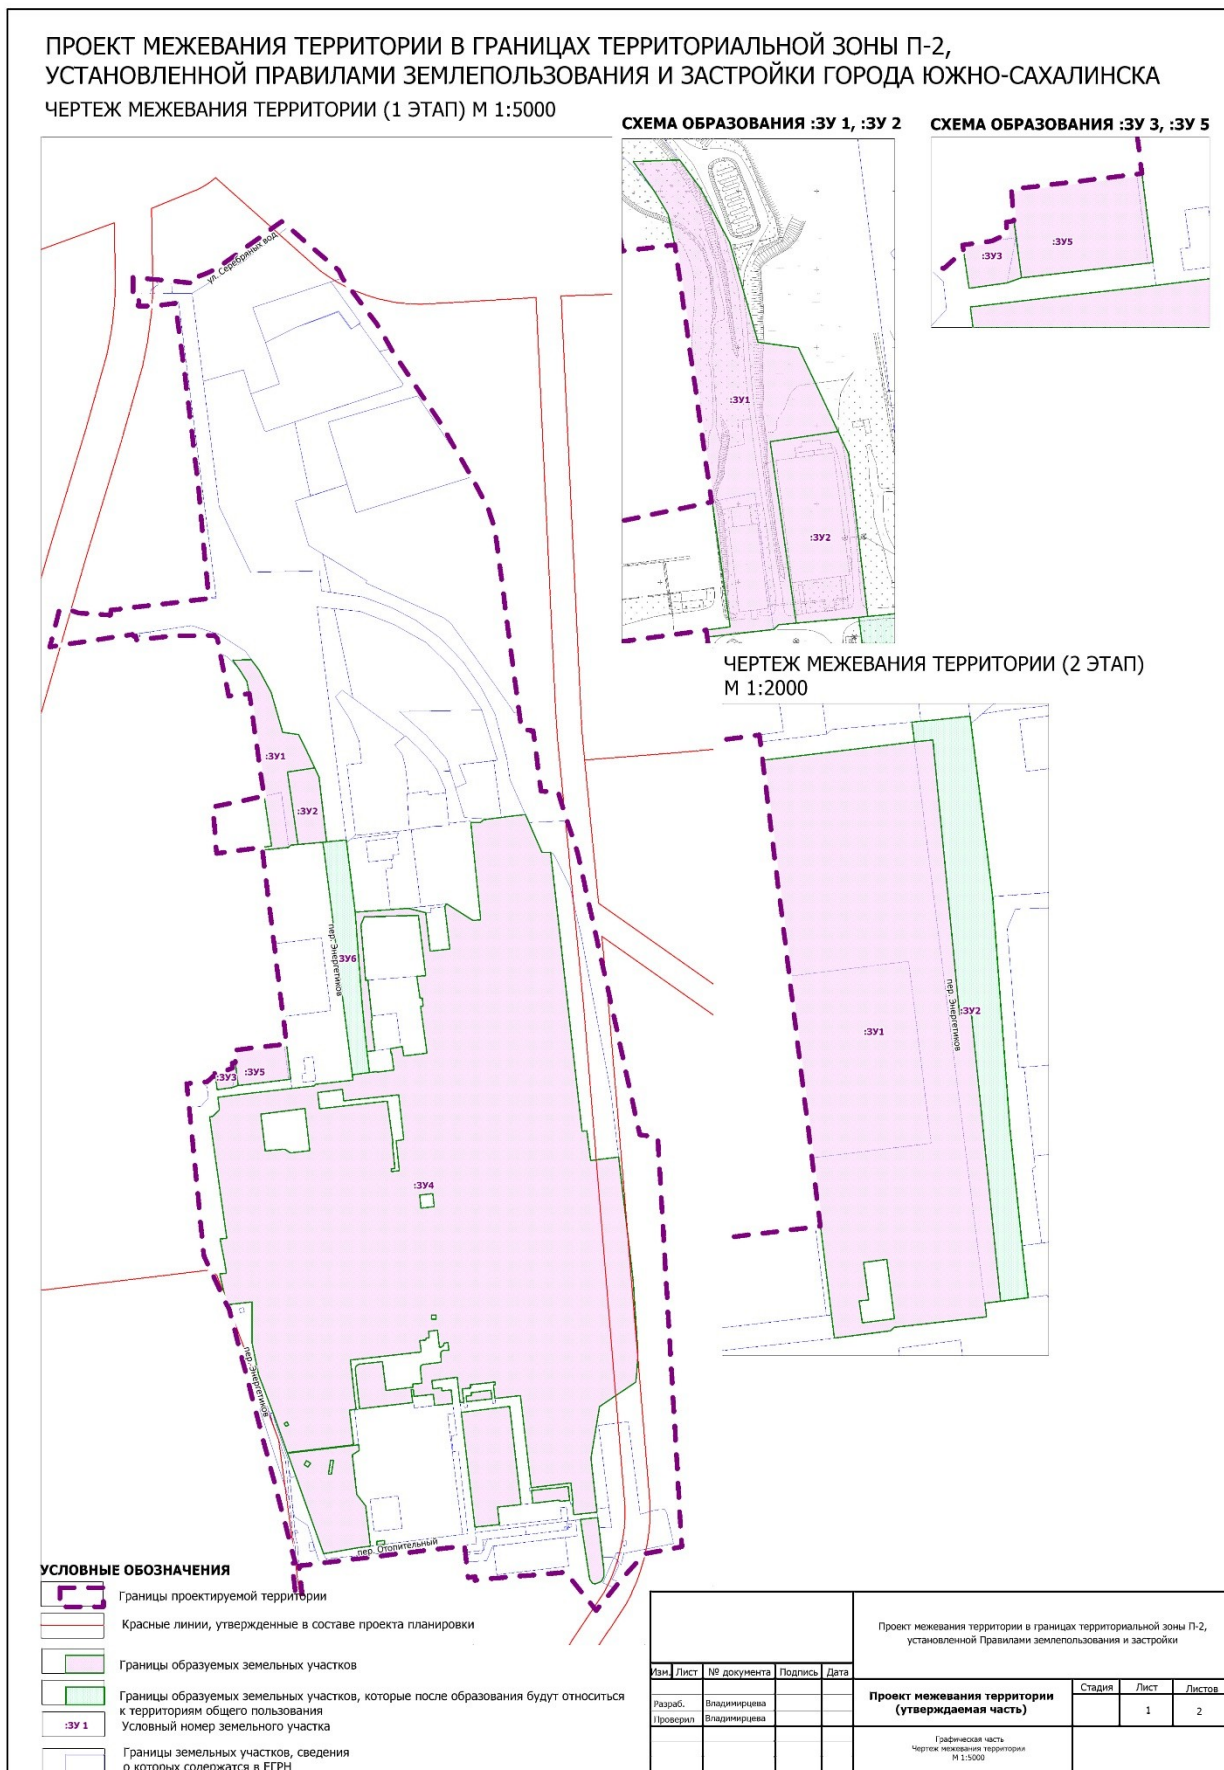 ПРОЕКТ МЕЖЕВАНИЯ ТЕРРИТОРИИ В ГРАНИЦАХ ТЕРРИТОРИАЛЬНОЙ ЗОНЫ П-2,
УСТАНОВЛЕННОЙ ПРАВИЛАМИ ЗЕМЛЕПОЛЬЗОВАНИЯ И ЗАСТРОЙКИ ГОРОДА ЮЖНО-САХАЛИНСКА
ЧЕРТЕЖ МЕЖЕВАНИЯ ТЕРРИТОРИИ (1 ЭТАП) М 1:5000
СХЕМА ОБРАЗОВАНИЯ :ЗУ 1, :ЗУ 2
СХЕМА ОБРАЗОВАНИЯ :ЗУ 3, :ЗУ 5
ул. Серебряных вод
:ЗУ1
:ЗУ2
пер. Энергетиков
:ЗУ6
:ЗУ3
:ЗУ5
:ЗУ4
пер. Энергетиков
пер. Отопительный
:ЗУ1
:ЗУ2
:ЗУ3
:ЗУ5
ЧЕРТЕЖ МЕЖЕВАНИЯ ТЕРРИТОРИИ (2 ЭТАП)
М 1:2000
:ЗУ1
пер. Энергетиков
:ЗУ2
УСЛОВНЫЕ ОБОЗНАЧЕНИЯ
Границы проектируемой территории
Красные линии, утвержденные в составе проекта планировки
Границы образуемых земельных участков
Границы образуемых земельных участков, которые после образования будут относиться
к территориям общего пользования
:ЗУ 1 Условный номер земельного участка
Границы земельных участков, сведения
о которых содержатся в ЕГРН
Проект межевания территории в границах территориальной зоны П-2,
установленной Правилами землепользования и застройки
Изм. Лист № документа Подпись Дата
Разраб. Владимирцева
Проверил Владимирцева
Проект межевания территории
(утверждаемая часть)
Стадия Лист Листов
1 2
Графическая часть
Чертеж межевания территории
М 1:5000